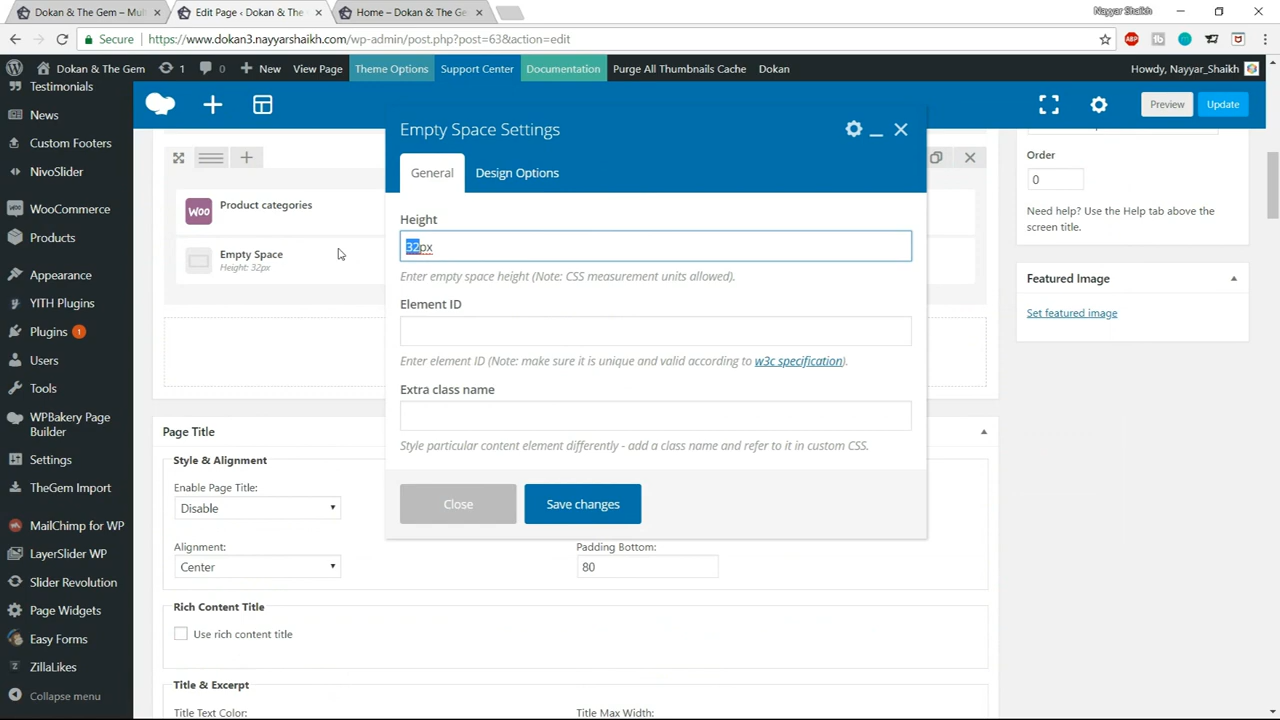 Dokan & The Gem – Mul
Edit Page ‹ Dokan & The
Home – Dokan & The Ge
Nayyar Shaikh
Secure
https://www.dokan3.nayyarshaikh.com/wp-admin/post.php?post=63&action=edit
Dokan & The Gem
1
0
New
View Page
Theme Options
Support Center
Documentation
Purge All Thumbnails Cache
Dokan
Howdy, Nayyar_Shaikh
Testimonials
News
Custom Footers
NivoSlider
WooCommerce
Products
Appearance
YITH Plugins
Plugins 1
Users
Tools
WPBakery Page
Builder
Settings
TheGem Import
MailChimp for WP
LayerSlider WP
Slider Revolution
Page Widgets
Easy Forms
ZillaLikes
Collapse menu
Preview
Update
Woo
Product categories
Empty Space
Height: 32px
Empty Space Settings
General
Design Options
Height
32px
Enter empty space height (Note: CSS measurement units allowed).
Element ID
Enter element ID (Note: make sure it is unique and valid according to w3c specification).
Extra class name
Style particular content element differently - add a class name and refer to it in custom CSS.
Close
Save changes
Page Title
Style & Alignment
Enable Page Title:
Disable
Alignment:
Center
Padding Bottom:
80
Rich Content Title
Use rich content title
Title & Excerpt
Title Text Color:
Title Max Width:
Order
0
Need help? Use the Help tab above the
screen title.
Featured Image
Set featured image